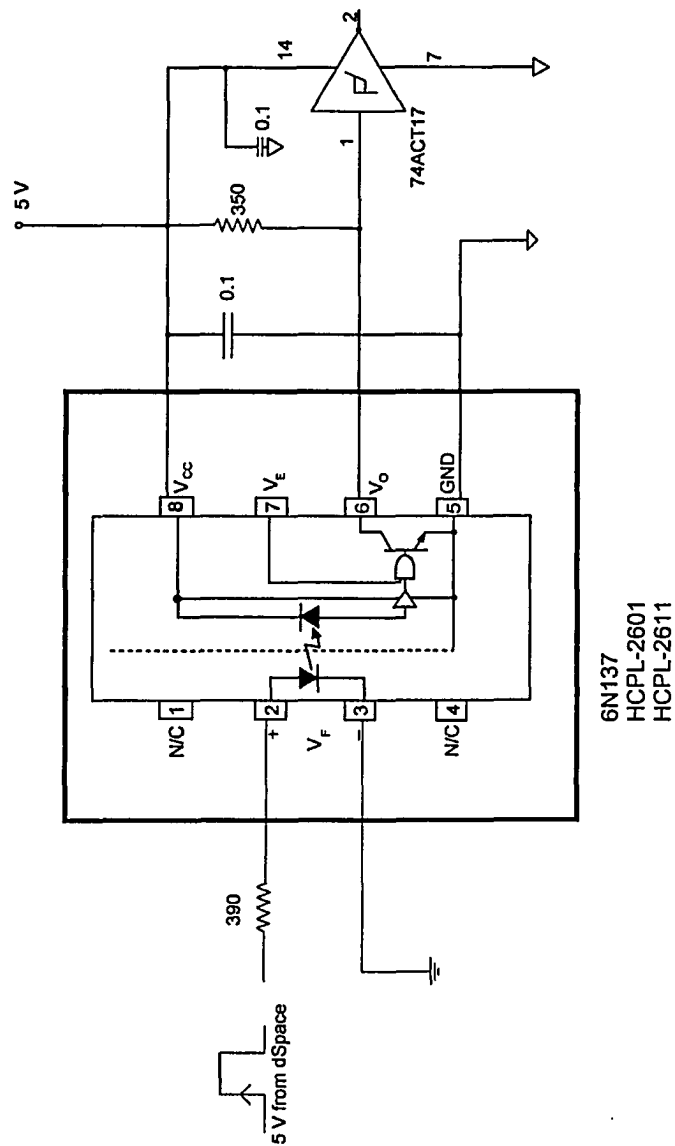 5 V from dSpace
390
N/C 1
+ 2
V_F
- 3
N/C 4
8 V_CC
7 V_E
6 V_O
5 GND
0.1
350
5 V
0.1
14
1
2
7
74ACT17
6N137
HCPL-2601
HCPL-2611